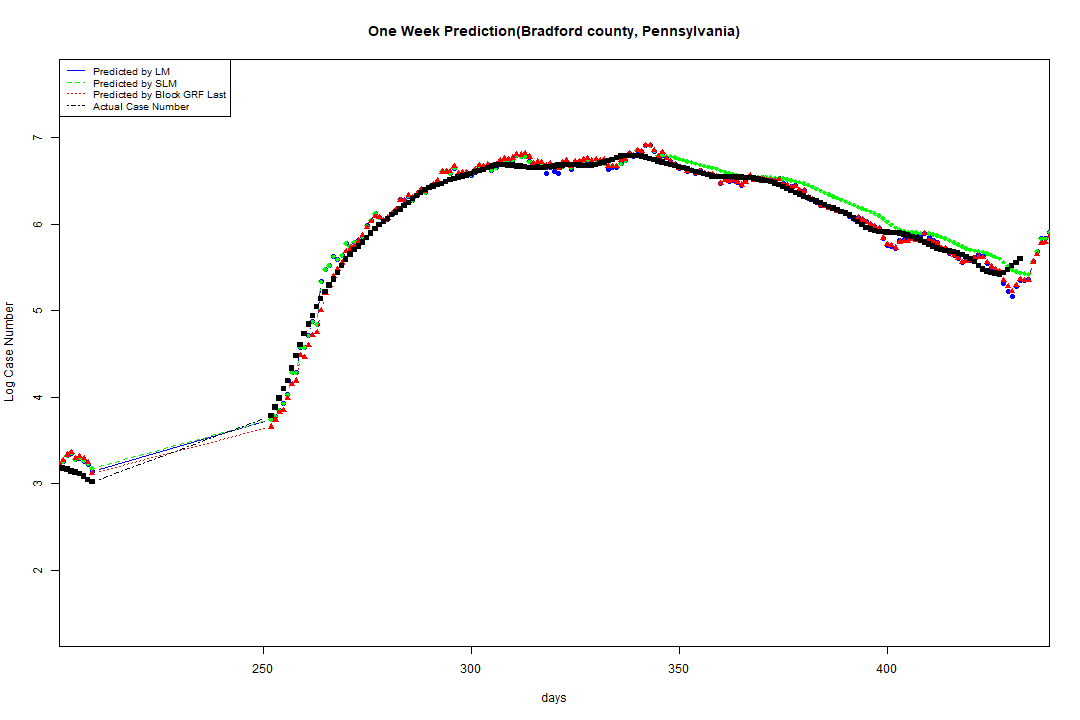 One Week Prediction(Bradford county, Pennsylvania)
Predicted by LM
Predicted by SLM
Predicted by Block GRF Last
Actual Case Number
7
6
5
4
3
2
Log Case Number
250
300
350
400
days